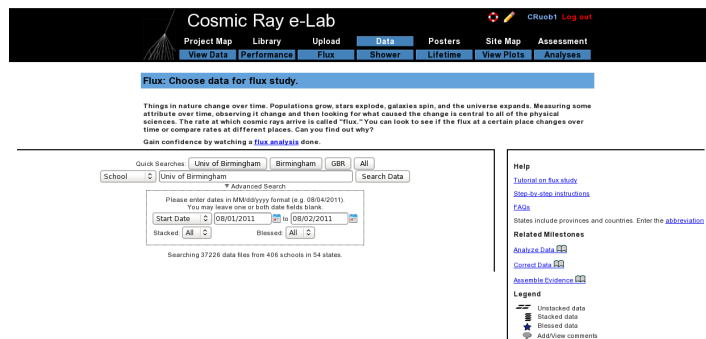 Cosmic Ray e-Lab
CRuob1 Log out
Project Map Library Upload Data Posters Site Map Assessment
View Data Performance Flux Shower Lifetime View Plots Analyses
Flux: Choose data for flux study.
Things in nature change over time. Populations grow, stars explode, galaxies spin, and the universe expands. Measuring some
attribute over time, observing it change and then looking for what caused the change is central to all of the physical
sciences. The rate at which cosmic rays arrive is called "flux." You can look to see if the flux at a certain place changes over
time or compare rates at different places. Can you find out why?
Gain confidence by watching a flux analysis done.
Quick Searches: Univ of Birmingham Birmingham GBR All
School Univ of Birmingham Search Data
▼ Advanced Search
Please enter dates in MM/dd/yyyy format (e.g. 08/04/2011).
You may leave one or both date fields blank.
Start Date 08/01/2011 to 08/02/2011
Stacked: All Blessed: All
Searching 37226 data files from 406 schools in 54 states.
Help
Tutorial on flux study
Step-by-step instructions
FAQs
States include provinces and countries. Enter the abbreviation
Related Milestones
Analyze Data
Correct Data
Assemble Evidence
Legend
Unstacked data
Stacked data
Blessed data
Add/View comments